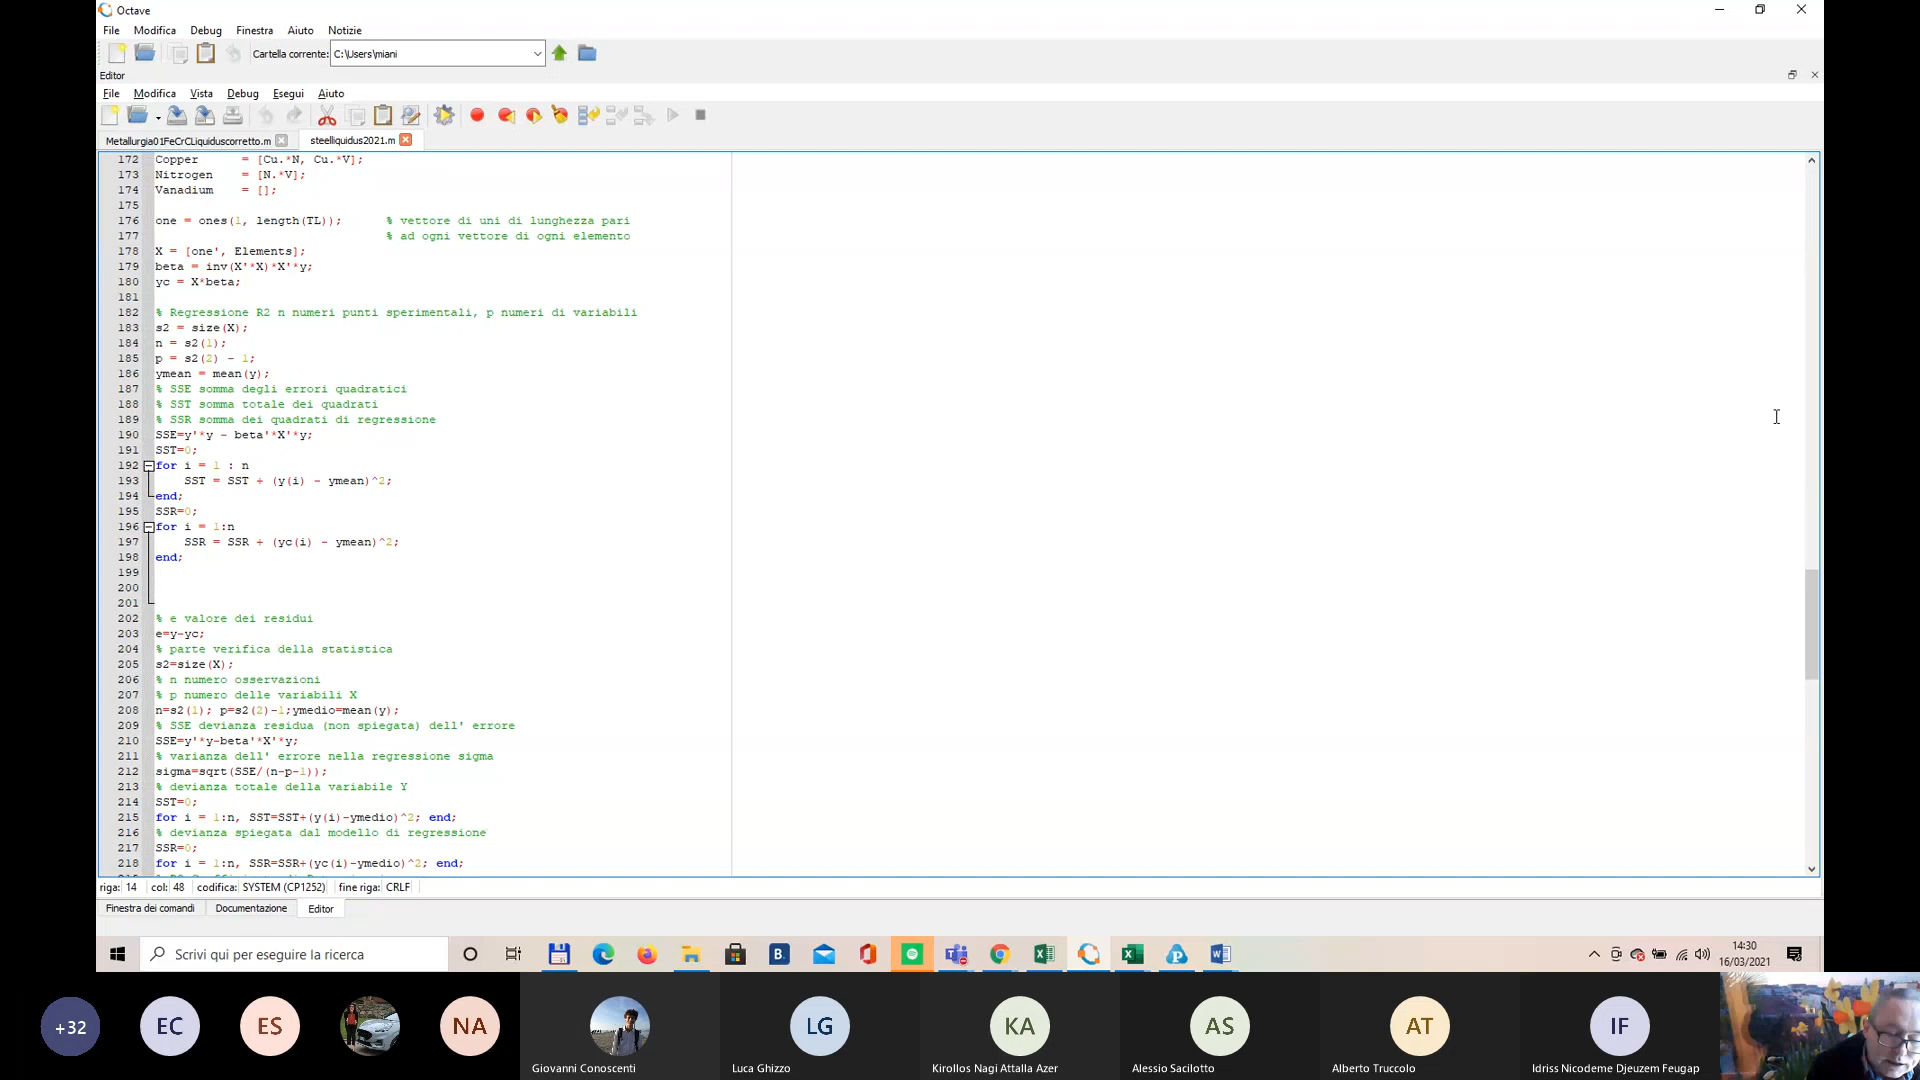 Octave
File Modifica Debug Finestra Aiuto Notizie
Cartella corrente: C:\Users\miani
Editor
File Modifica Vista Debug Esegui Aiuto
Metallurgia01FeCrCLiquiduscorretto.m steelliquidus2021.m
172 Copper = [Cu.*N, Cu.*V];
173 Nitrogen = [N.*V];
174 Vanadium = [];
175
176 one = ones(1, length(TL)); % vettore di uni di lunghezza pari
177 % ad ogni vettore di ogni elemento
178 X = [one', Elements];
179 beta = inv(X'*X)*X'*y;
180 yc = X*beta;
181
182 % Regressione R2 n numeri punti sperimentali, p numeri di variabili
183 s2 = size(X);
184 n = s2(1);
185 p = s2(2) - 1;
186 ymean = mean(y);
187 % SSE somma degli errori quadratici
188 % SST somma totale dei quadrati
189 % SSR somma dei quadrati di regressione
190 SSE=y'*y - beta'*X'*y;
191 SST=0;
192 for i = 1 : n
193 SST = SST + (y(i) - ymean)^2;
194 end;
195 SSR=0;
196 for i = 1:n
197 SSR = SSR + (yc(i) - ymean)^2;
198 end;
199
200
201
202 % e valore dei residui
203 e=y-yc;
204 % parte verifica della statistica
205 s2=size(X);
206 % n numero osservazioni
207 % p numero delle variabili X
208 n=s2(1); p=s2(2)-1;ymedio=mean(y);
209 % SSE devianza residua (non spiegata) dell' errore
210 SSE=y'*y-beta'*X'*y;
211 % varianza dell' errore nella regressione sigma
212 sigma=sqrt(SSE/(n-p-1));
213 % devianza totale della variabile Y
214 SST=0;
215 for i = 1:n, SST=SST+(y(i)-ymedio)^2; end;
216 % devianza spiegata dal modello di regressione
217 SSR=0;
218 for i = 1:n, SSR=SSR+(yc(i)-ymedio)^2; end;
riga: 14 col: 48 codifica: SYSTEM (CP1252) fine riga: CRLF
Finestra dei comandi Documentazione Editor
Scrivi qui per eseguire la ricerca
B.
14:30
16/03/2021
+32 EC ES NA LG KA AS AT IF
Giovanni Conoscenti Luca Ghizzo Kirollos Nagi Attalla Azer Alessio Sacilotto Alberto Truccolo Idriss Nicodeme Djeuzem Feugap